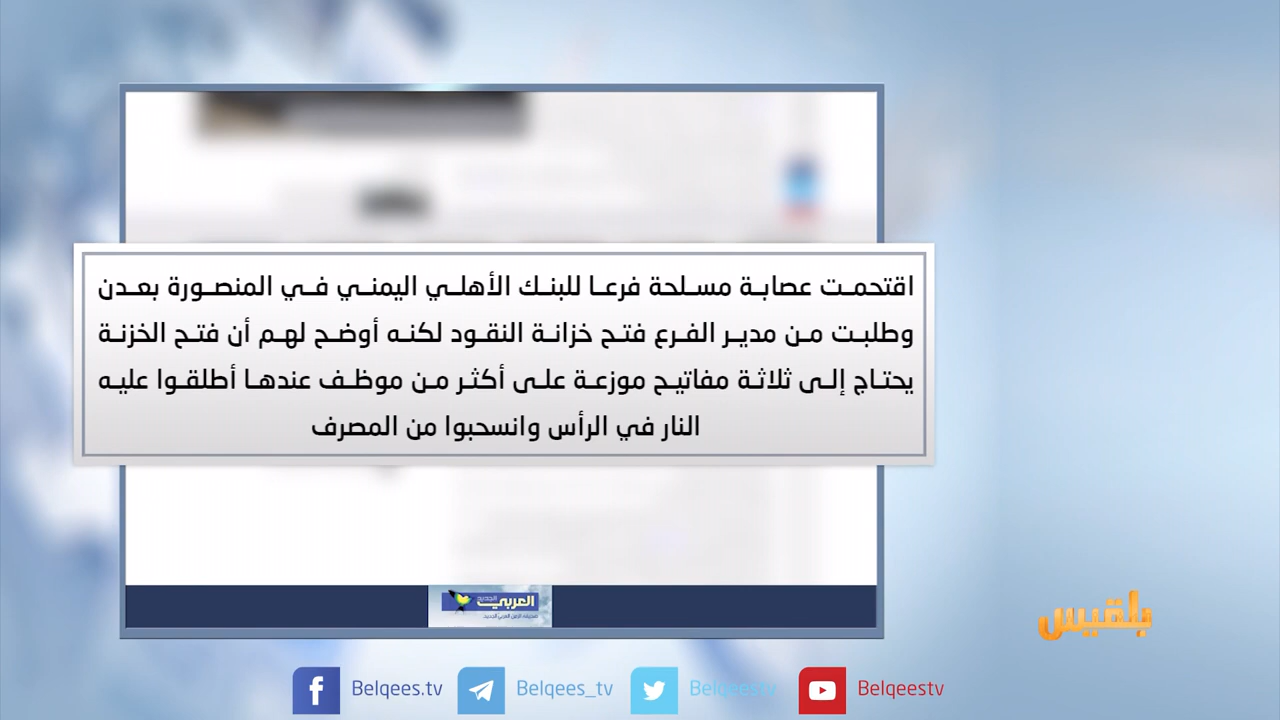 اقتحمت عصابة مسلحة فرعا للبنك الأهلي اليمني في المنصورة بعدن
وطلبت من مدير الفرع فتح خزانة النقود لكنه أوضح لهم أن فتح الخزنة
يحتاج إلى ثلاثة مفاتيح موزعة على أكثر من موظف عندها أطلقوا عليه
النار في الرأس وانسحبوا من المصرف
العربي الجديد
بلقيس
Belqees.tv
Belqees_tv
Belqeestv
Belqeestv